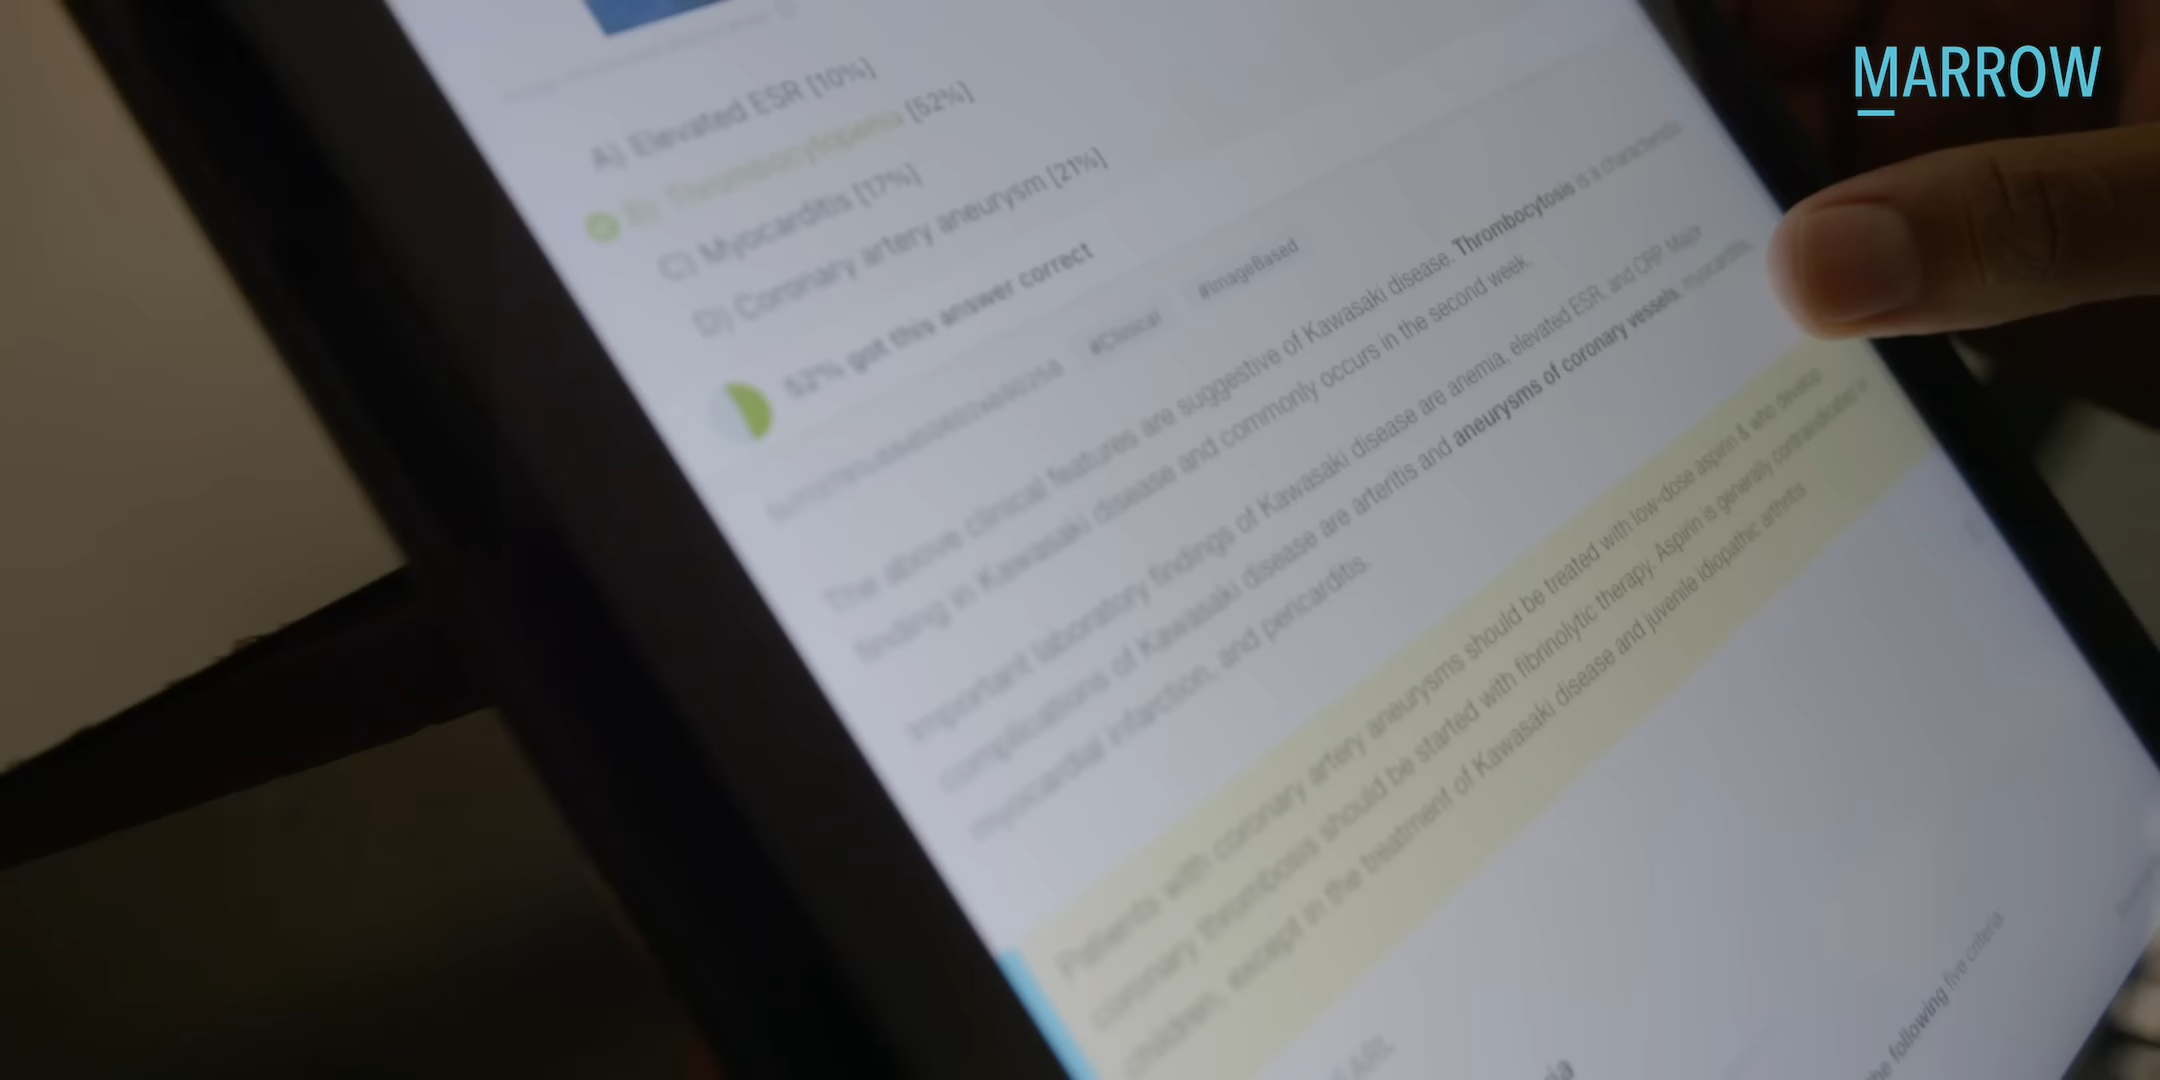 MARROW
A) Elevated ESR [10%]
B) Thrombocytopenia [52%]
C) Myocarditis [17%]
D) Coronary artery aneurysm [21%]
52% got this answer correct
#Clinical #ImageBased
The above clinical features are suggestive of Kawasaki disease. Thrombocytosis is a characteristic
finding in Kawasaki disease and commonly occurs in the second week.
Important laboratory findings of Kawasaki disease are anemia, elevated ESR, and CRP. Major
complications of Kawasaki disease are arteritis and aneurysms of coronary vessels, myocarditis,
myocardial infarction, and pericarditis.
Patients with coronary artery aneurysms should be treated with low-dose aspirin & who develop
coronary thrombosis should be started with fibrinolytic therapy. Aspirin is generally contraindicated in
children, except in the treatment of Kawasaki disease and juvenile idiopathic arthritis
the following five criteria.